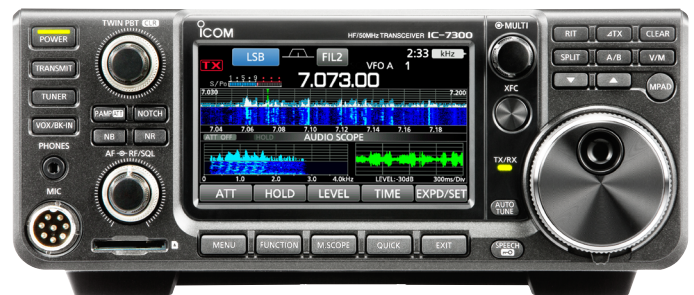 TWIN PBT CLR
ICOM
HF/50MHz TRANSCEIVER IC-7300
MULTI
POWER
TRANSMIT
TUNER
VOX/BK-IN
P.AMP ATT
NOTCH
NB
NR
PHONES
AF RF/SQL
MIC
LSB
FIL2
2:33
kHz
TX
VFO A 1
S/Po 1 5 9
7.073.00
7.030
7.200
7.04 7.06 7.08 7.10 7.12 7.14 7.16 7.18
ATT OFF
HOLD
AUDIO SCOPE
0 1.0 2.0 3.0 4.0kHz
LEVEL:-30dB
300ms/Div
ATT
HOLD
LEVEL
TIME
EXPD/SET
MENU
FUNCTION
M.SCOPE
QUICK
EXIT
XFC
TX/RX
AUTO
TUNE
SPEECH
RIT
⊿TX
CLEAR
SPLIT
A/B
V/M
MPAD